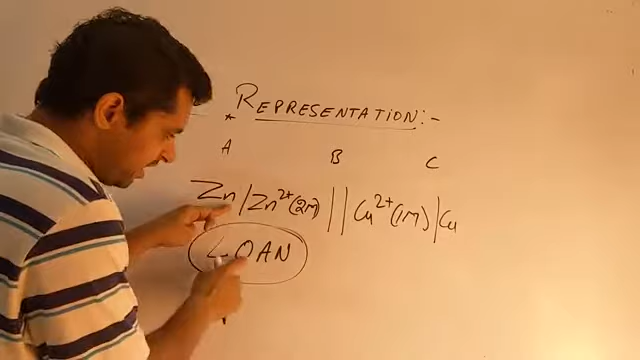 * REPRESENTATION:-
A B C
Zn/Zn²⁺(2M) || Cu²⁺(1M)|Cu
LOAN